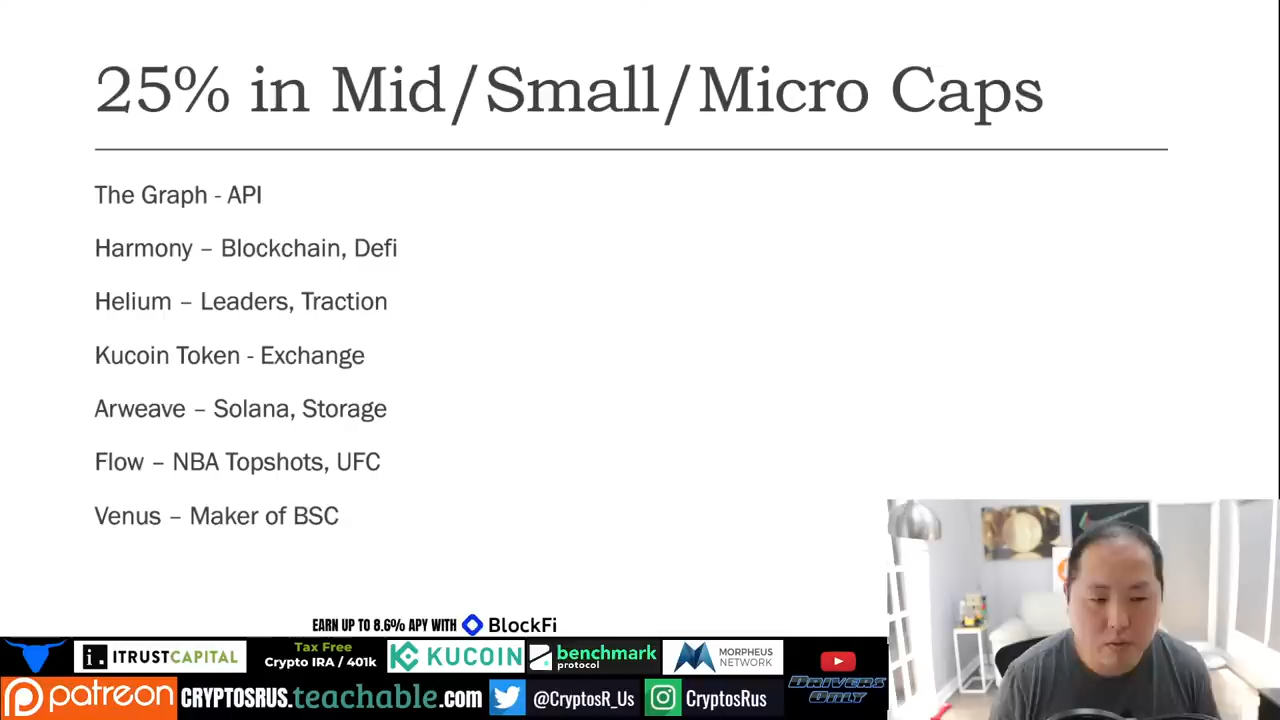 25% in Mid/Small/Micro Caps
The Graph - API
Harmony – Blockchain, Defi
Helium – Leaders, Traction
Kucoin Token - Exchange
Arweave – Solana, Storage
Flow – NBA Topshots, UFC
Venus – Maker of BSC
EARN UP TO 8.6% APY WITH BlockFi
i. ITRUSTCAPITAL
Tax Free
Crypto IRA / 401k
KUCOIN
benchmark
protocol
MORPHEUS
NETWORK
DRIVERS
ONLY
patreon
CRYPTOSRUS.teachable.com
@CryptosR_Us
CryptosRus